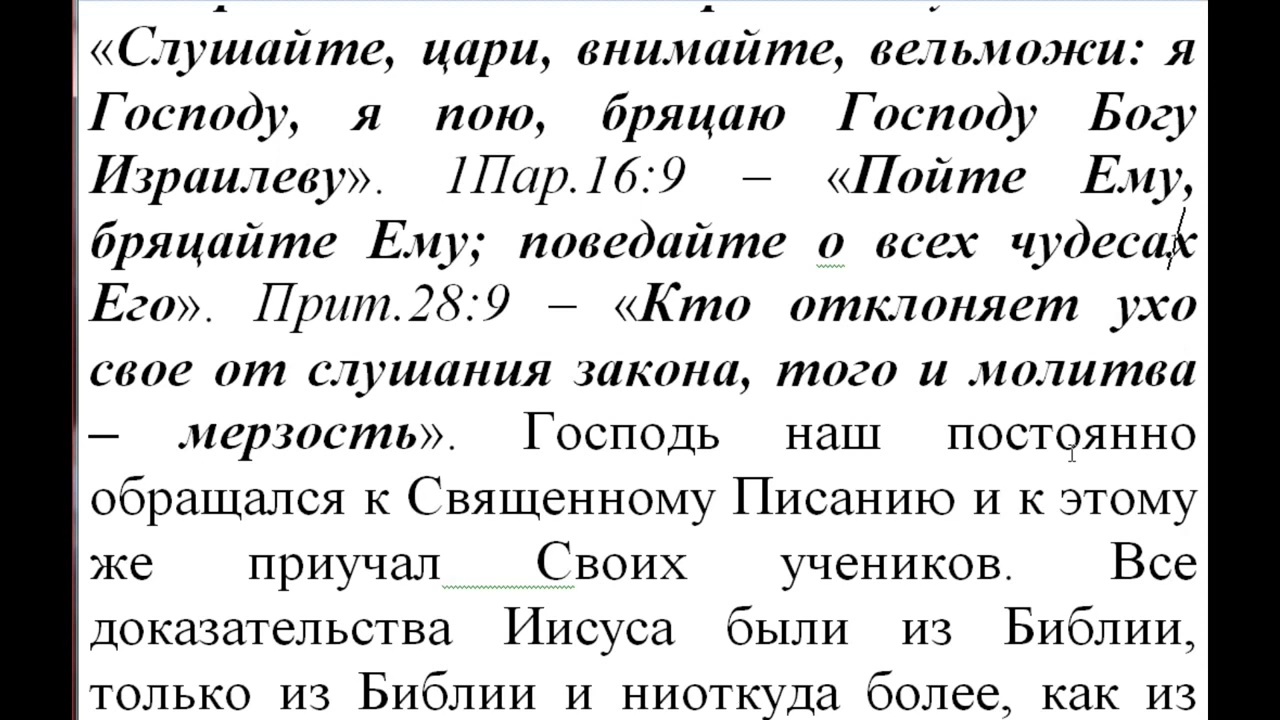 «Слушайте, цари, внимайте, вельможи: я
Господу, я пою, бряцаю Господу Богу
Израилеву». 1Пар.16:9 – «Пойте Ему,
бряцайте Ему; поведайте о всех чудесах
Его». Прит.28:9 – «Кто отклоняет ухо
свое от слушания закона, того и молитва
– мерзость». Господь наш постоянно
обращался к Священному Писанию и к этому
же приучал Своих учеников. Все
доказательства Иисуса были из Библии,
только из Библии и ниоткуда более, как из